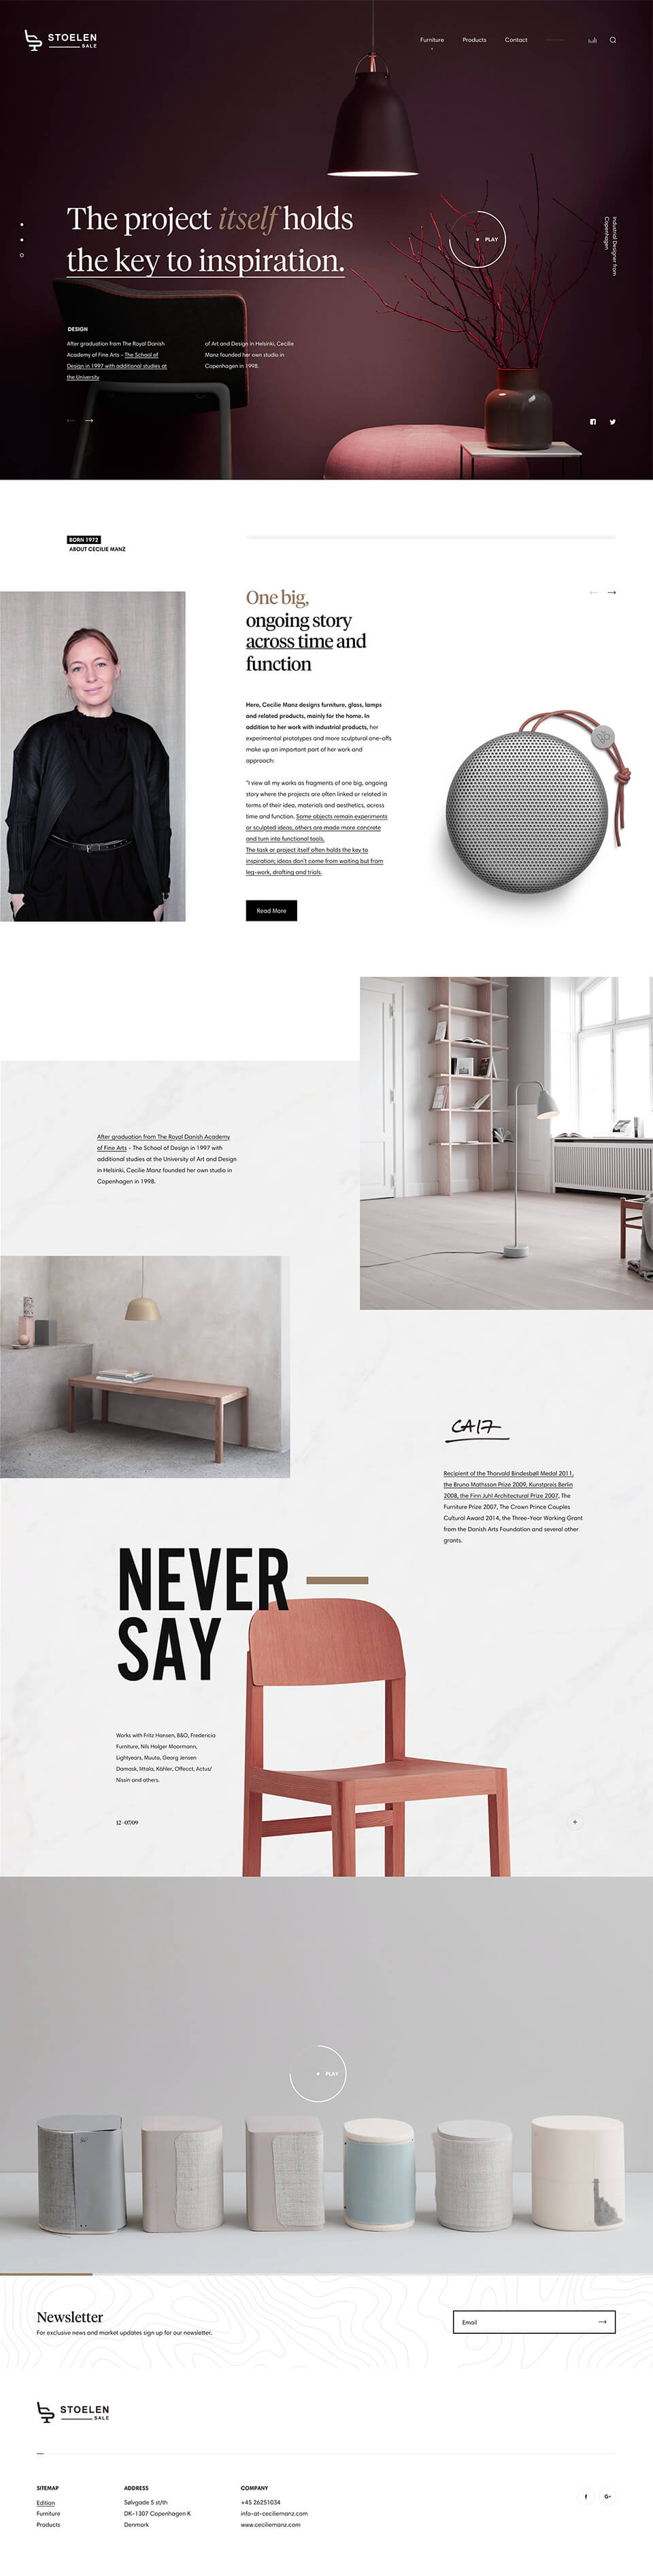 STOELEN
SALE
Furniture
Products
Contact
The project itself holds
the key to inspiration.
PLAY
Industrial Designer from
Copenhagen
DESIGN
After graduation from The Royal Danish
Academy of Fine Arts - The School of
Design in 1997 with additional studies at
the University
of Art and Design in Helsinki, Cecilie
Manz founded her own studio in
Copenhagen in 1998.
BORN 1972
ABOUT CECILIE MANZ
One big,
ongoing story
across time and
function
Here, Cecilie Manz designs furniture, glass, lamps
and related products, mainly for the home. In
addition to her work with industrial products, her
experimental prototypes and more sculptural one-offs
make up an important part of her work and
approach:
"I view all my works as fragments of one big, ongoing
story where the projects are often linked or related in
terms of their idea, materials and aesthetics, across
time and function. Some objects remain experiments
or sculpted ideas, others are made more concrete
and turn into functional tools.
The task or project itself often holds the key to
inspiration; ideas don't come from waiting but from
leg-work, drafting and trials.
Read More
After graduation from The Royal Danish Academy
of Fine Arts - The School of Design in 1997 with
additional studies at the University of Art and Design
in Helsinki, Cecilie Manz founded her own studio in
Copenhagen in 1998.
CA17
Recipient of the Thorvald Bindesbøll Medal 2011,
the Bruno Mathsson Prize 2009, Kunstpreis Berlin
2008, the Finn Juhl Architectural Prize 2007, The
Furniture Prize 2007, The Crown Prince Couples
Cultural Award 2014, the Three-Year Working Grant
from the Danish Arts Foundation and several other
grants.
NEVER
SAY
Works with Fritz Hansen, B&O, Fredericia
Furniture, Nils Holger Moormann,
Lightyears, Muuto, Georg Jensen
Damask, Iittala, Kähler, Offecct, Actus/
Nissin and others.
12 - 07/09
+
PLAY
Newsletter
For exclusive news and market updates sign up for our newsletter.
Email
STOELEN
SALE
SITEMAP
Edition
Furniture
Products
ADDRESS
Sølvgade 5 st/th
DK-1307 Copenhagen K
Denmark
COMPANY
+45 26251034
info-at-ceciliemanz.com
www.ceciliemanz.com
f
G+